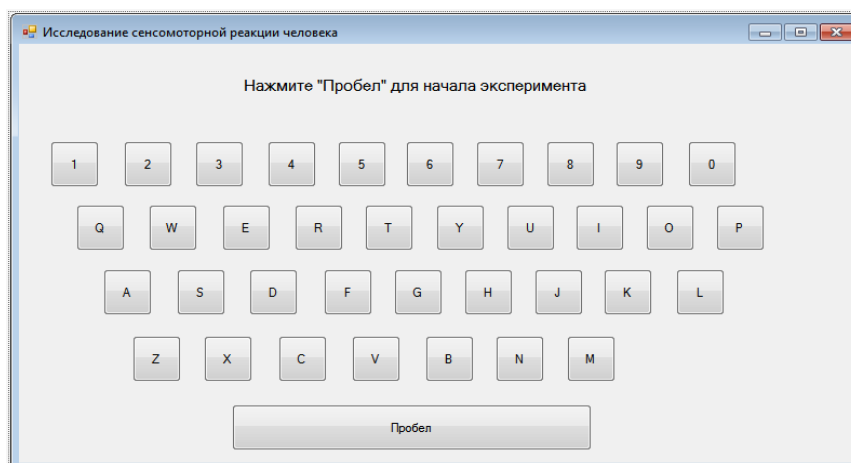 Исследование сенсомоторной реакции человека
Нажмите "Пробел" для начала эксперимента
1 2 3 4 5 6 7 8 9 0
Q W E R T Y U I O P
A S D F G H J K L
Z X C V B N M
Пробел